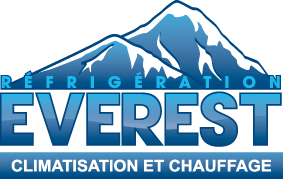 RÉFRIGÉRATION
EVEREST
CLIMATISATION ET CHAUFFAGE